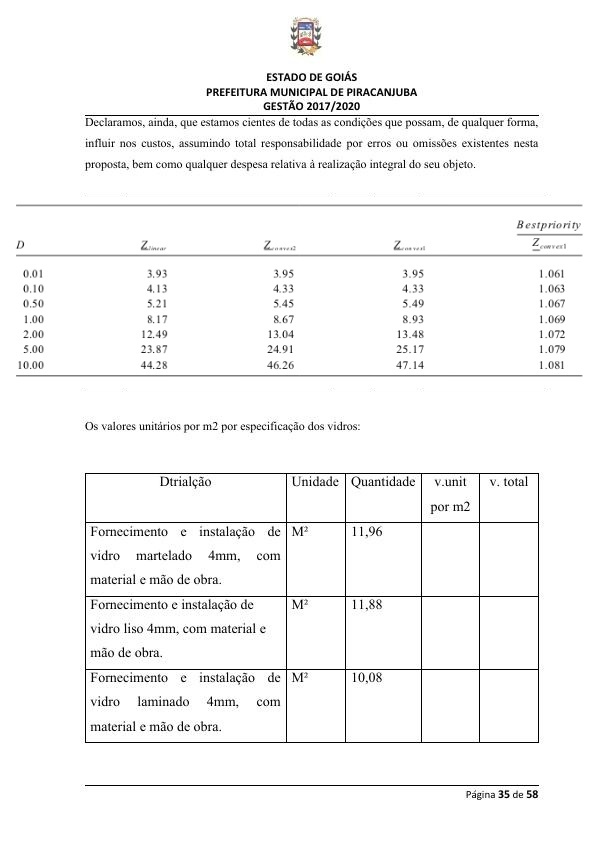 ESTADO DE GOIÁS
PREFEITURA MUNICIPAL DE PIRACANJUBA
GESTÃO 2017/2020
Declaramos, ainda, que estamos cientes de todas as condições que possam, de qualquer forma,
influir nos custos, assumindo total responsabilidade por erros ou omissões existentes nesta
proposta, bem como qualquer despesa relativa à realização integral do seu objeto.
Bestpriority
D Z linear Z convex2 Z convex1 Z convex1
0.01 3.93 3.95 3.95 1.061
0.10 4.13 4.33 4.33 1.063
0.50 5.21 5.45 5.49 1.067
1.00 8.17 8.67 8.93 1.069
2.00 12.49 13.04 13.48 1.072
5.00 23.87 24.91 25.17 1.079
10.00 44.28 46.26 47.14 1.081
Os valores unitários por m2 por especificação dos vidros:
Dtrialção Unidade Quantidade v.unit v. total
por m2
Fornecimento e instalação de M² 11,96
vidro martelado 4mm, com
material e mão de obra.
Fornecimento e instalação de M² 11,88
vidro liso 4mm, com material e
mão de obra.
Fornecimento e instalação de M² 10,08
vidro laminado 4mm, com
material e mão de obra.
Página 35 de 58